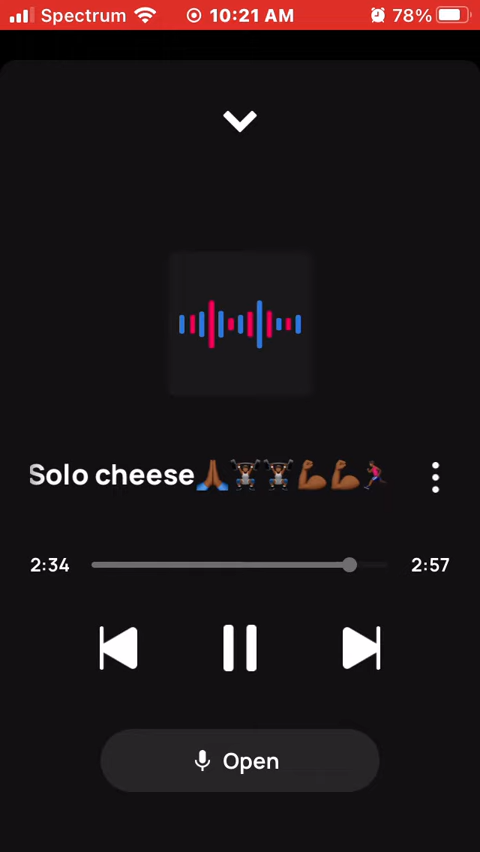 Spectrum 10:21 AM 78%
Solo cheese🙏🏾🏋🏾🏋🏾💪🏾💪🏾🏃🏾
2:34 2:57
Open